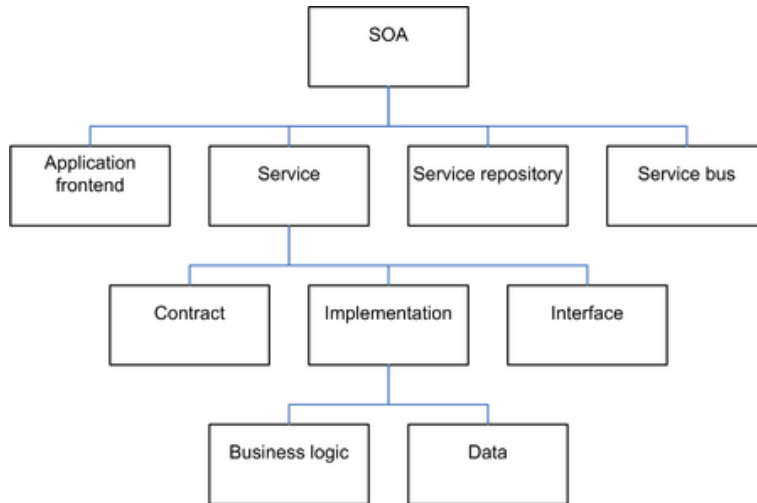 SOA
Application
frontend
Service
Service repository
Service bus
Contract
Implementation
Interface
Business logic
Data